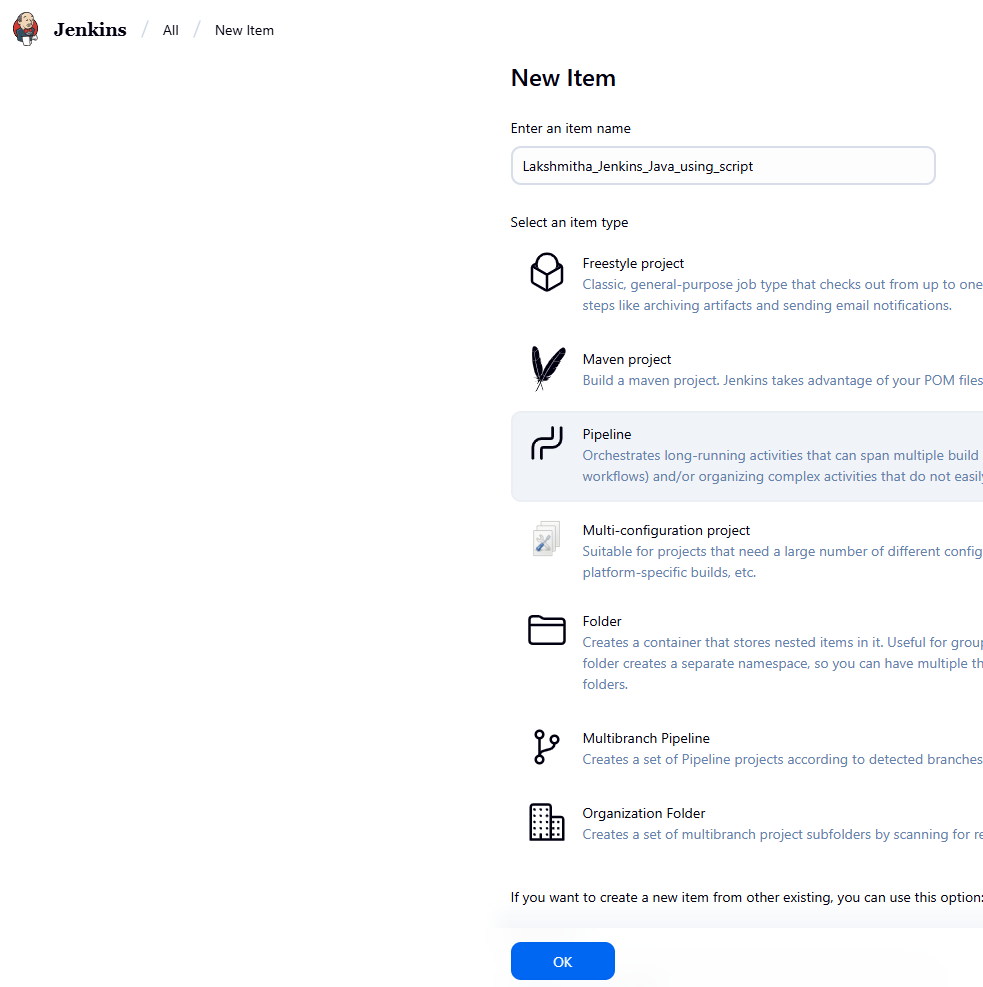 Jenkins / All / New Item
New Item
Enter an item name
Lakshmitha_Jenkins_Java_using_script
Select an item type
Freestyle project
Classic, general-purpose job type that checks out from up to one
steps like archiving artifacts and sending email notifications.
Maven project
Build a maven project. Jenkins takes advantage of your POM files
Pipeline
Orchestrates long-running activities that can span multiple build
workflows) and/or organizing complex activities that do not easily
Multi-configuration project
Suitable for projects that need a large number of different config
platform-specific builds, etc.
Folder
Creates a container that stores nested items in it. Useful for group
folder creates a separate namespace, so you can have multiple th
folders.
Multibranch Pipeline
Creates a set of Pipeline projects according to detected branches
Organization Folder
Creates a set of multibranch project subfolders by scanning for re
If you want to create a new item from other existing, you can use this option:
OK